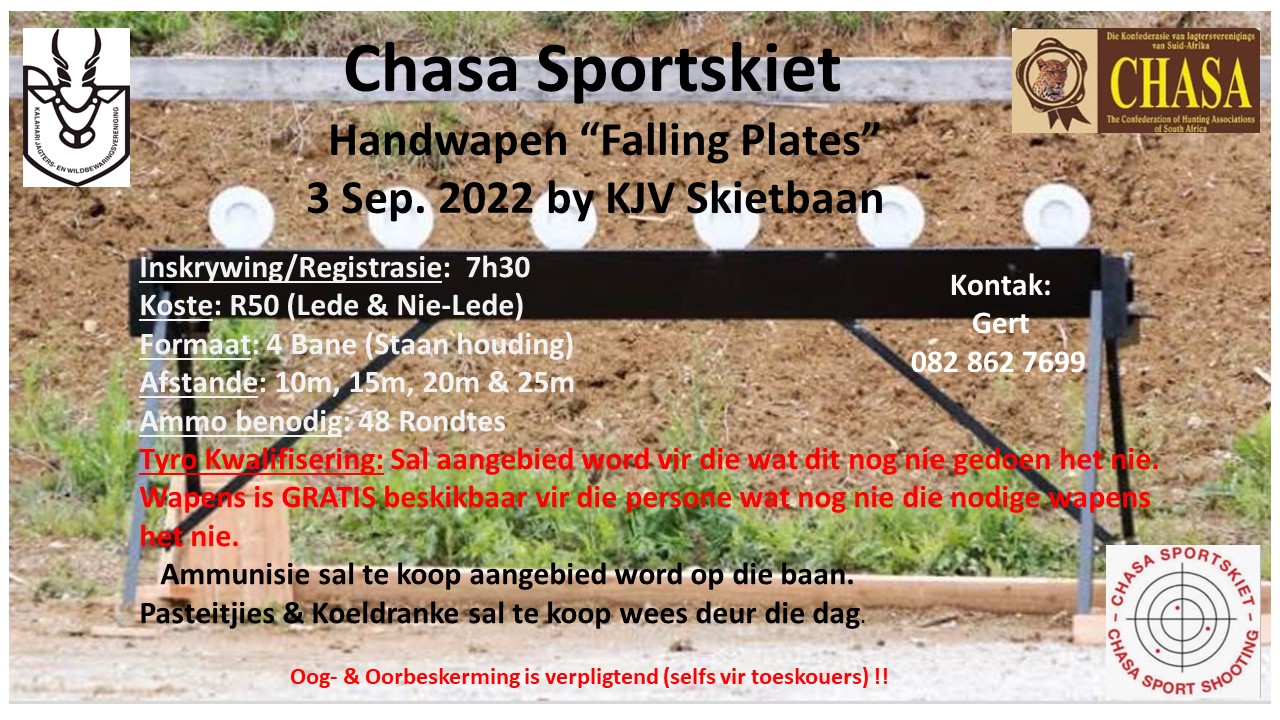 Chasa Sportskiet
Handwapen “Falling Plates”
3 Sep. 2022 by KJV Skietbaan
KALAHARI JAGTERS- EN WILDBEWARINGSVERENIGING
Die Konfederasie van Jagtersverenigings
van Suid-Afrika
CHASA
The Confederation of Hunting Associations
of South Africa
Inskrywing/Registrasie: 7h30
Koste: R50 (Lede & Nie-Lede)
Formaat: 4 Bane (Staan houding)
Afstande: 10m, 15m, 20m & 25m
Ammo benodig: 48 Rondtes
Kontak:
Gert
082 862 7699
Tyro Kwalifisering: Sal aangebied word vir die wat dit nog nie gedoen het nie.
Wapens is GRATIS beskikbaar vir die persone wat nog nie die nodige wapens
het nie.
Ammunisie sal te koop aangebied word op die baan.
Pasteitjies & Koeldranke sal te koop wees deur die dag.
Oog- & Oorbeskerming is verpligtend (selfs vir toeskouers) !!
CHASA SPORTSKIET
– CHASA SPORT SHOOTING –